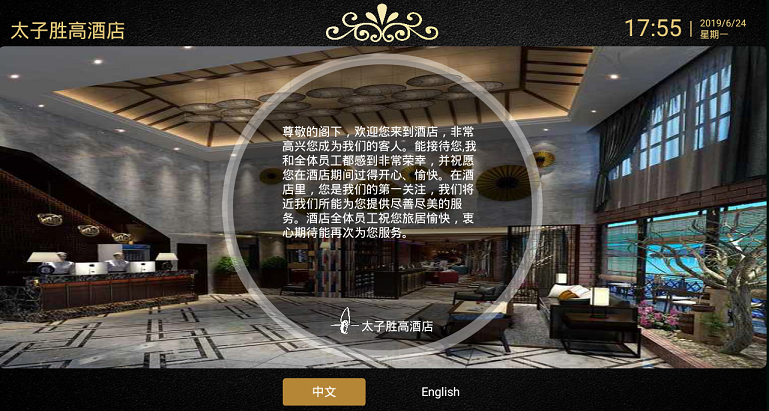 太子胜高酒店
17:55
2019/6/24
星期一
尊敬的阁下，欢迎您来到酒店，非常
高兴您成为我们的客人。能接待您,我
和全体员工都感到非常荣幸，并祝愿
您在酒店期间过得开心、愉快。在酒
店里，您是我们的第一关注，我们将
近我们所能为您提供尽善尽美的服
务。酒店全体员工祝您旅居愉快，衷
心期待能再次为您服务。
太子胜高酒店
中文
English